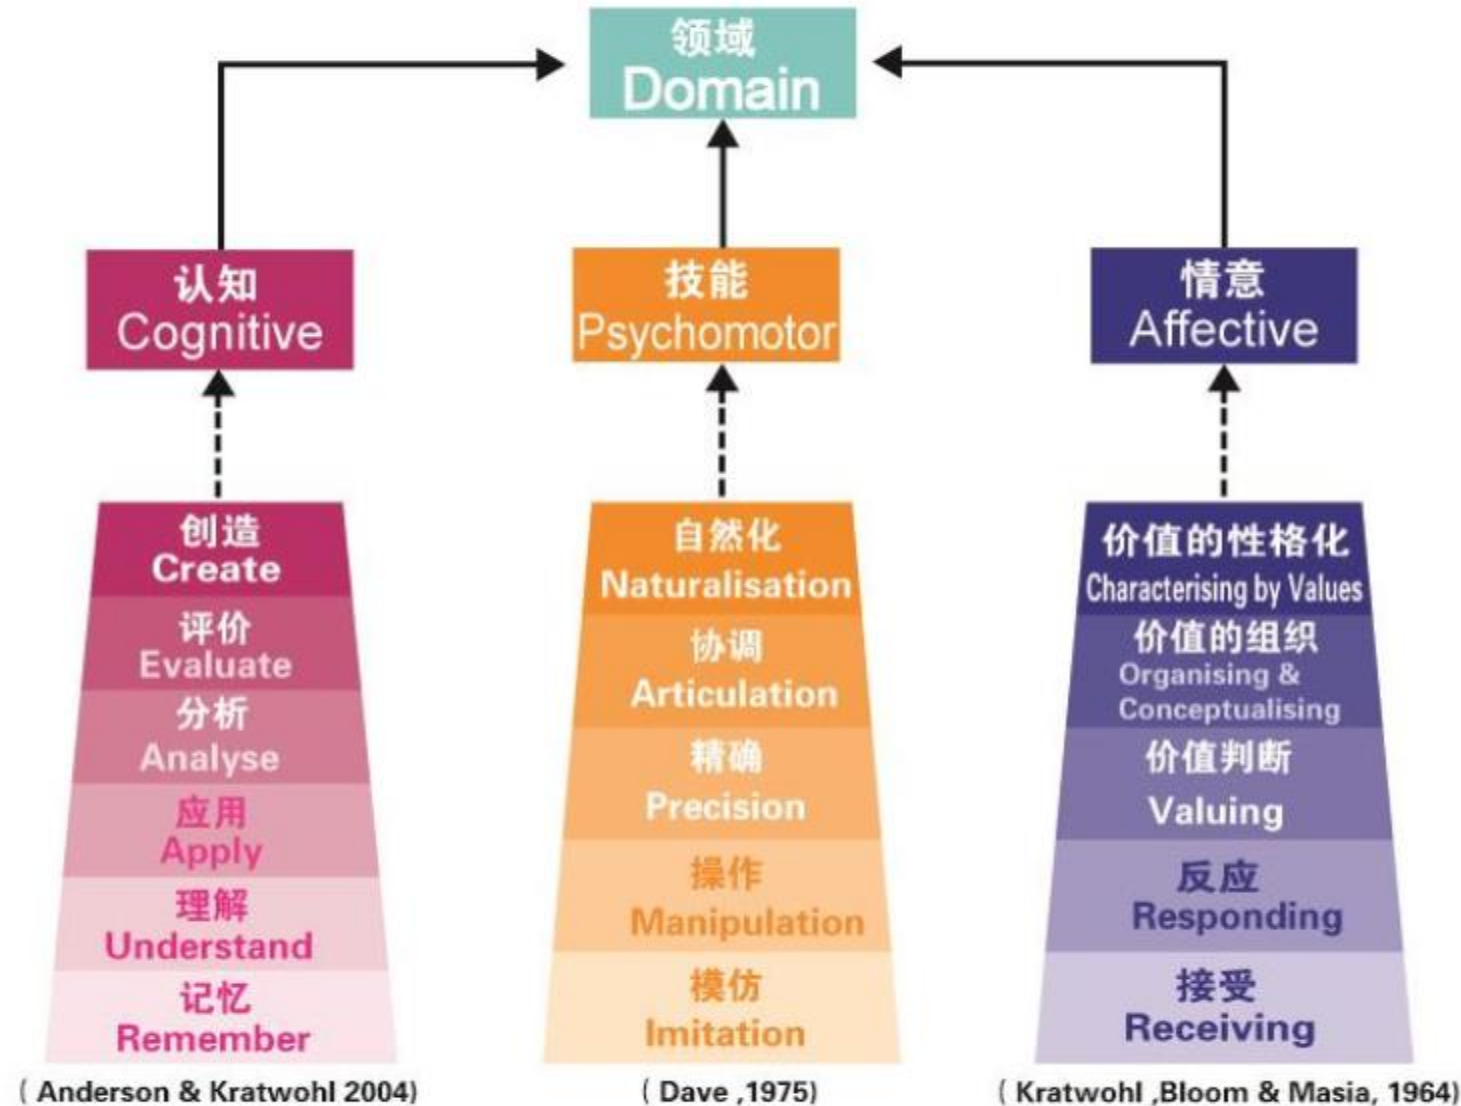 领域
Domain
认知
Cognitive
技能
Psychomotor
情意
Affective
创造
Create
评价
Evaluate
分析
Analyse
应用
Apply
理解
Understand
记忆
Remember
( Anderson & Kratwohl 2004)
自然化
Naturalisation
协调
Articulation
精确
Precision
操作
Manipulation
模仿
Imitation
( Dave ,1975)
价值的性格化
Characterising by Values
价值的组织
Organising &
Conceptualising
价值判断
Valuing
反应
Responding
接受
Receiving
( Kratwohl ,Bloom & Masia, 1964)